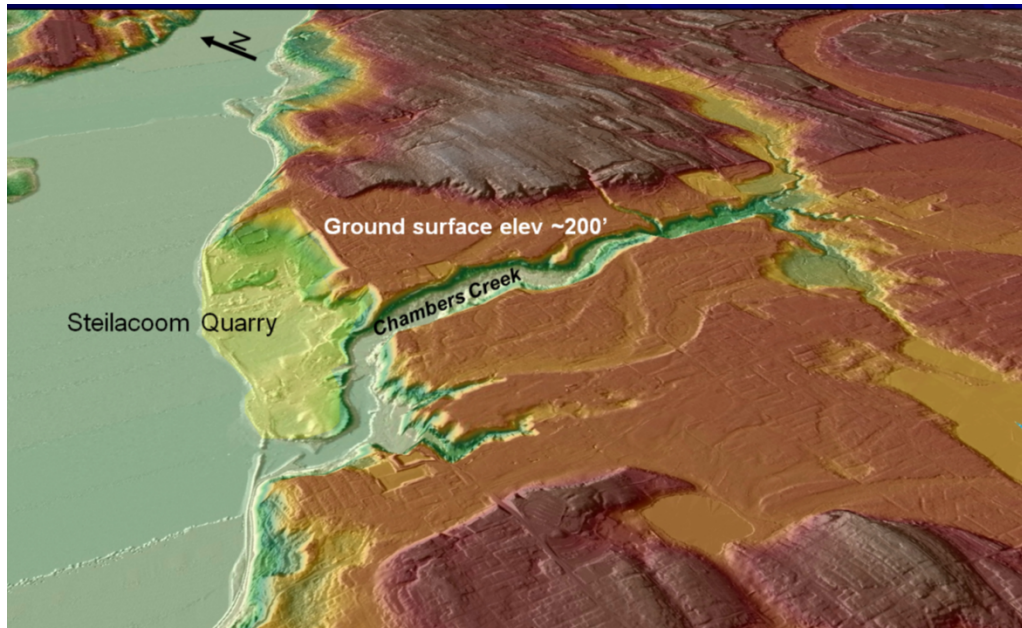 N
Ground surface elev ~200’
Chambers Creek
Steilacoom Quarry